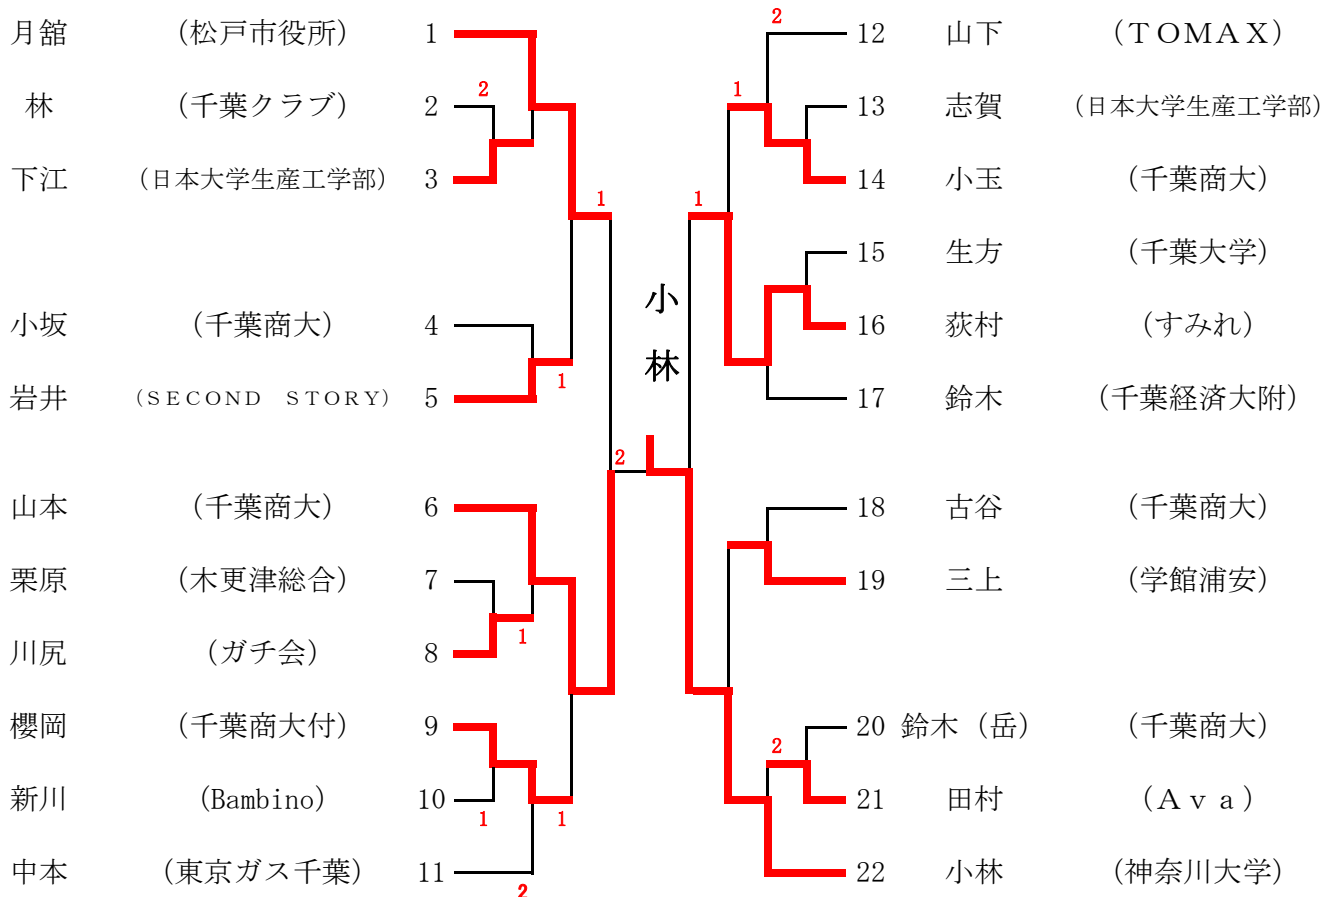 月舘 （松戸市役所） 1
林 （千葉クラブ） 2
下江 （日本大学生産工学部） 3
小坂 （千葉商大） 4
岩井 （ＳＥＣＯＮＤ　ＳＴＯＲＹ） 5
山本 （千葉商大） 6
栗原 （木更津総合） 7
川尻 （ガチ会） 8
櫻岡 （千葉商大付） 9
新川 （Bambino） 10
中本 （東京ガス千葉） 11
2
1
1
2
1
1
1
2
小林
2
1
1
2
12 山下 （ＴＯＭＡＸ）
13 志賀 （日本大学生産工学部）
14 小玉 （千葉商大）
15 生方 （千葉大学）
16 荻村 （すみれ）
17 鈴木 （千葉経済大附）
18 古谷 （千葉商大）
19 三上 （学館浦安）
20 鈴木（岳） （千葉商大）
21 田村 （Ａｖａ）
22 小林 （神奈川大学）